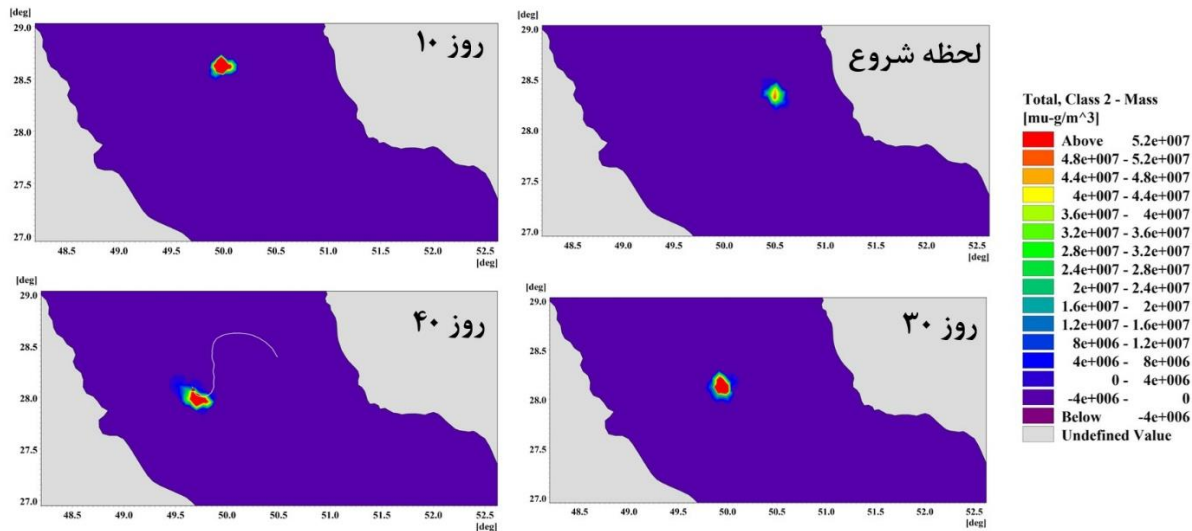 [deg]
29.0
28.5
28.0
27.5
27.0
روز ۱۰
48.5 49.0 49.5 50.0 50.5 51.0 51.5 52.0 52.5
[deg]
[deg]
29.0
28.5
28.0
27.5
27.0
لحظه شروع
48.5 49.0 49.5 50.0 50.5 51.0 51.5 52.0 52.5
[deg]
[deg]
29.0
28.5
28.0
27.5
27.0
روز ۴۰
48.5 49.0 49.5 50.0 50.5 51.0 51.5 52.0 52.5
[deg]
[deg]
29.0
28.5
28.0
27.5
27.0
روز ۳۰
48.5 49.0 49.5 50.0 50.5 51.0 51.5 52.0 52.5
[deg]
Total, Class 2 - Mass
[mu-g/m^3]
Above 5.2e+007
4.8e+007 - 5.2e+007
4.4e+007 - 4.8e+007
4e+007 - 4.4e+007
3.6e+007 - 4e+007
3.2e+007 - 3.6e+007
2.8e+007 - 3.2e+007
2.4e+007 - 2.8e+007
2e+007 - 2.4e+007
1.6e+007 - 2e+007
1.2e+007 - 1.6e+007
8e+006 - 1.2e+007
4e+006 - 8e+006
0 - 4e+006
-4e+006 - 0
Below -4e+006
Undefined Value